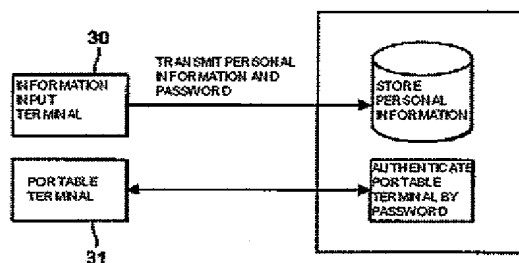 30
INFORMATION
INPUT
TERMINAL
TRANSMIT PERSONAL
INFORMATION AND
PASSWORD
STORE
PERSONAL
INFORMATION
PORTABLE
TERMINAL
AUTHENTICATE
PORTABLE
TERMINAL BY
PASSWORD
31